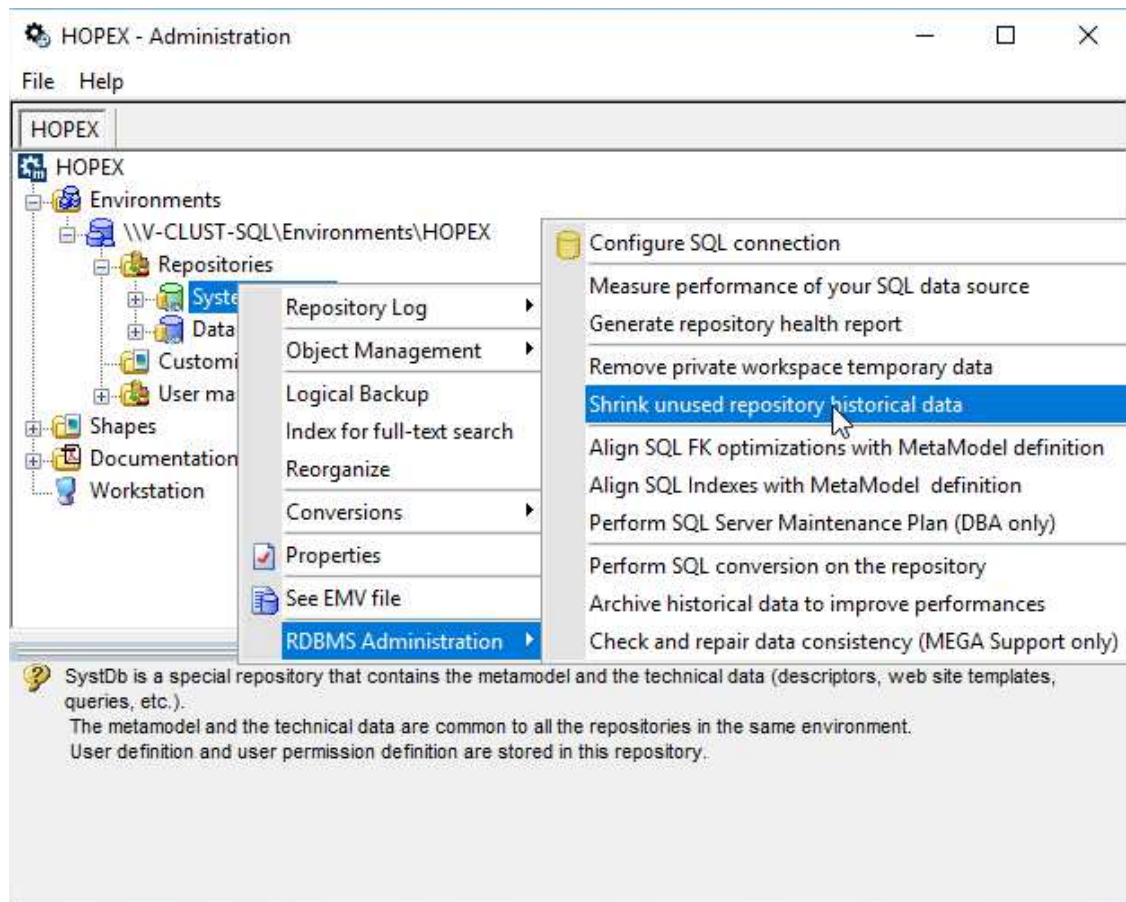 HOPEX - Administration
File Help
HOPEX
HOPEX
Environments
\\V-CLUST-SQL\Environments\HOPEX
Repositories
Syste
Data
Customi
User ma
Shapes
Documentation
Workstation
Repository Log
Object Management
Logical Backup
Index for full-text search
Reorganize
Conversions
Properties
See EMV file
RDBMS Administration
Configure SQL connection
Measure performance of your SQL data source
Generate repository health report
Remove private workspace temporary data
Shrink unused repository historical data
Align SQL FK optimizations with MetaModel definition
Align SQL Indexes with MetaModel  definition
Perform SQL Server Maintenance Plan (DBA only)
Perform SQL conversion on the repository
Archive historical data to improve performances
Check and repair data consistency (MEGA Support only)
SystDb is a special repository that contains the metamodel and the technical data (descriptors, web site templates,
queries, etc.).
The metamodel and the technical data are common to all the repositories in the same environment.
User definition and user permission definition are stored in this repository.